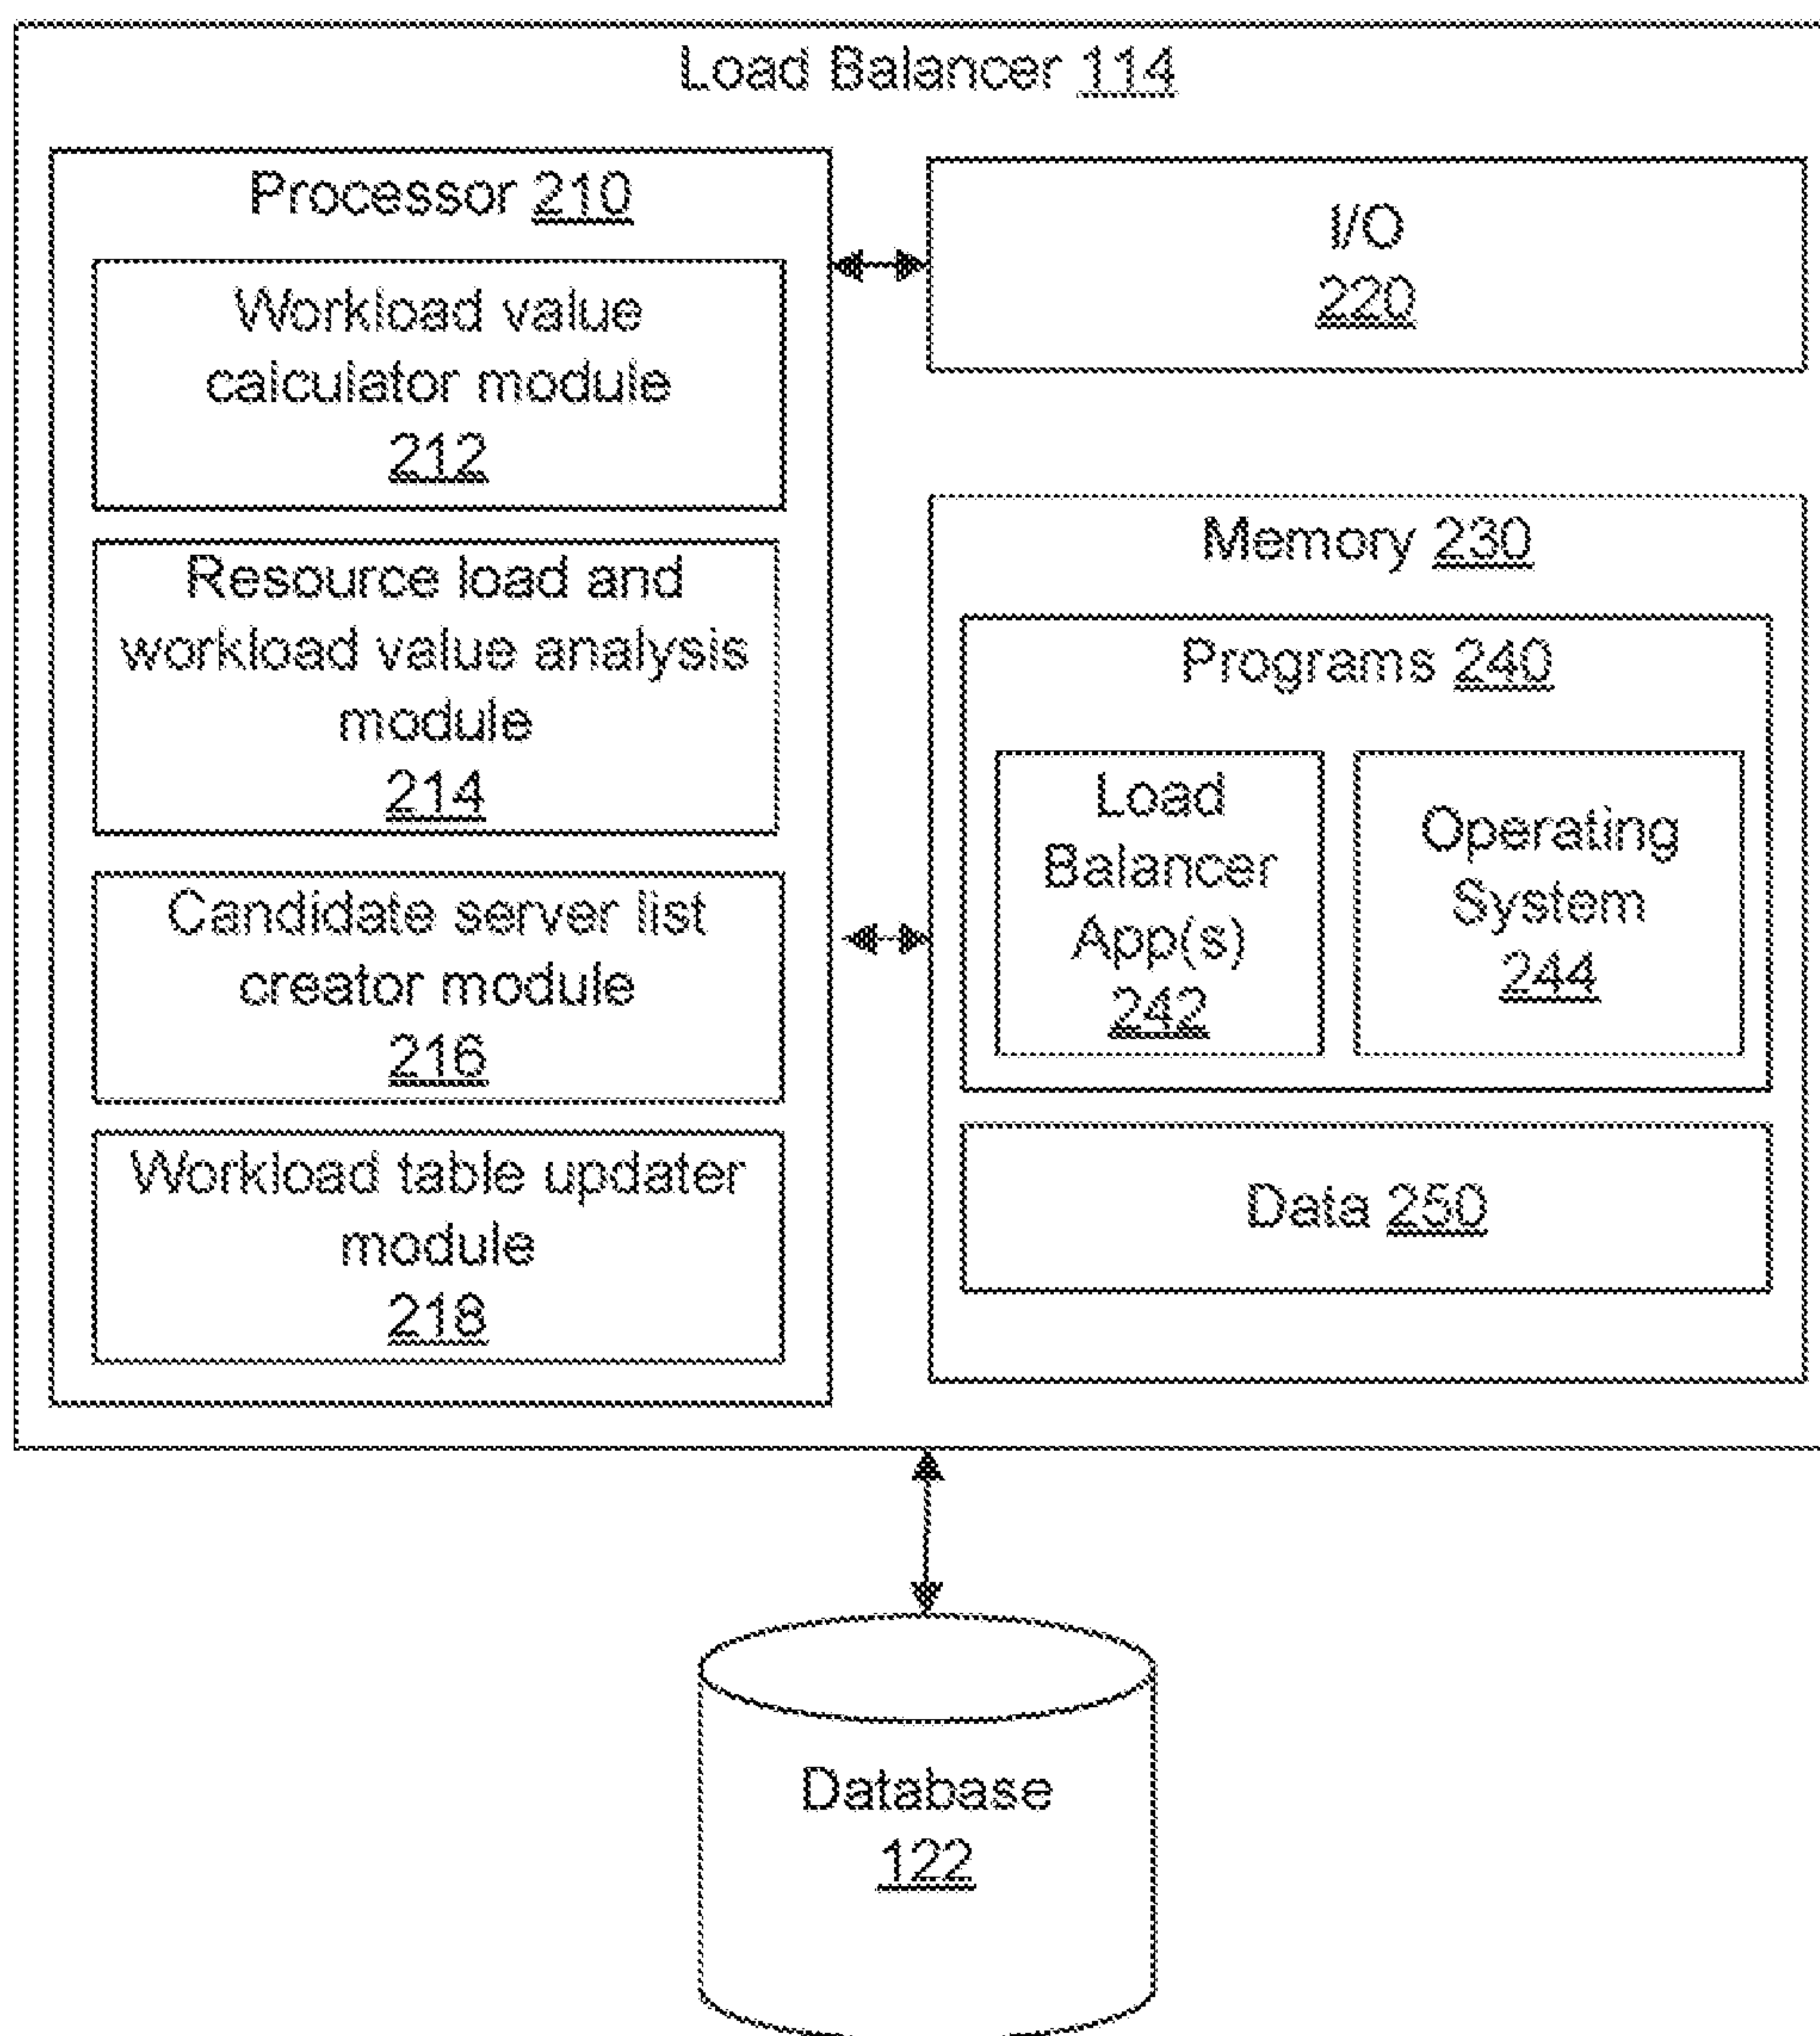 Load Balancer 114
Processor 210
Workload value
calculator module
212
Resource load and
workload value analysis
module
214
Candidate server list
creator module
216
Workload table updater
module
218
I/O
220
Memory 230
Programs 240
Load
Balancer
App(s)
242
Operating
System
244
Data 250
Database
122